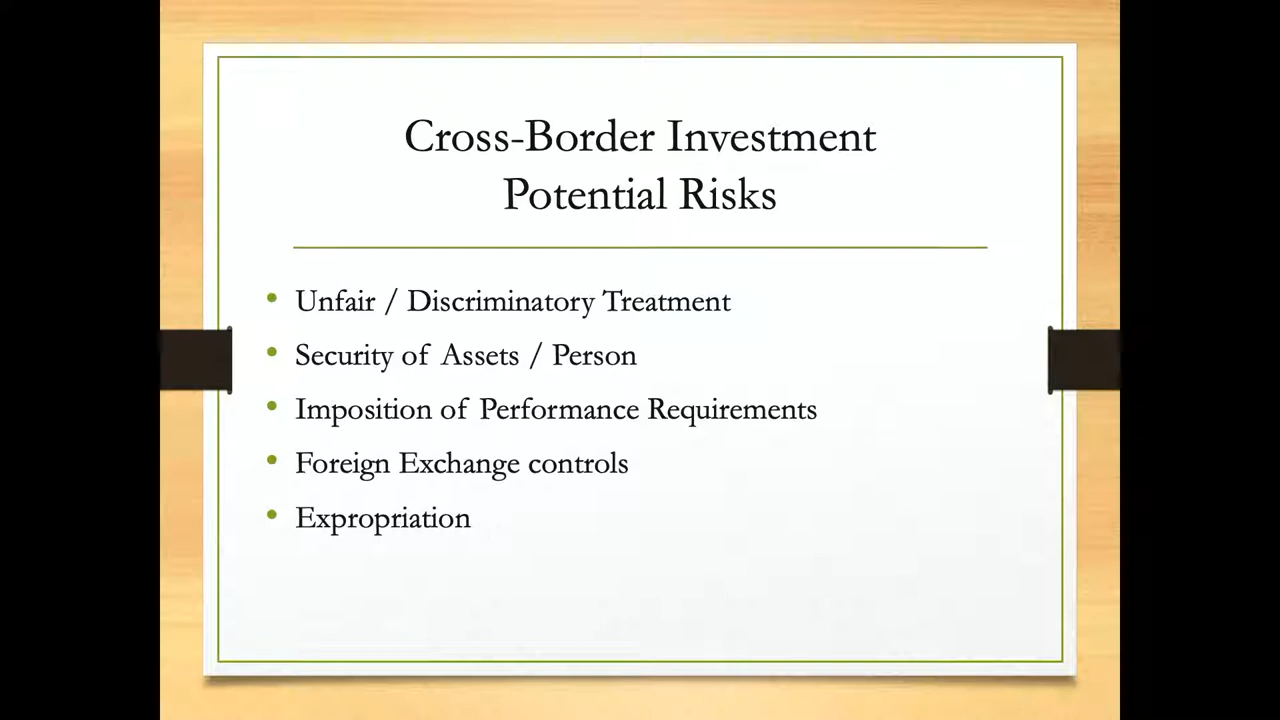 Cross-Border Investment
Potential Risks
• Unfair / Discriminatory Treatment
• Security of Assets / Person
• Imposition of Performance Requirements
• Foreign Exchange controls
• Expropriation